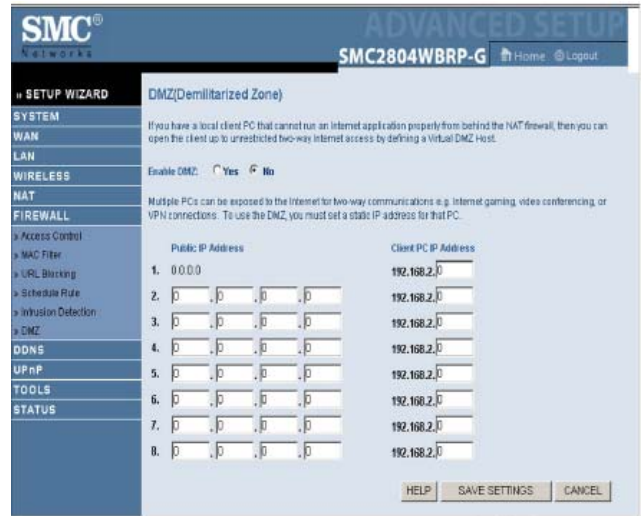 SMC®
Networks
ADVANCED SETUP
SMC2804WBRP-G Home Logout
» SETUP WIZARD
SYSTEM
WAN
LAN
WIRELESS
NAT
FIREWALL
» Access Control
» MAC Filter
» URL Blocking
» Schedule Rule
» Intrusion Detection
» DMZ
DDNS
UPnP
TOOLS
STATUS
DMZ(Demilitarized Zone)
If you have a local client PC that cannot run an Internet application properly from behind the NAT firewall, then you can
open the client up to unrestricted two-way Internet access by defining a Virtual DMZ Host.
Enable DMZ: Yes No
Multiple PCs can be exposed to the Internet for two-way communications e.g. Internet gaming, video conferencing, or
VPN connections. To use the DMZ, you must set a static IP address for that PC.
Public IP Address Client PC IP Address
1. 0.0.0.0 192.168.2.0
2. 0 . 0 . 0 . 0 192.168.2.0
3. 0 . 0 . 0 . 0 192.168.2.0
4. 0 . 0 . 0 . 0 192.168.2.0
5. 0 . 0 . 0 . 0 192.168.2.0
6. 0 . 0 . 0 . 0 192.168.2.0
7. 0 . 0 . 0 . 0 192.168.2.0
8. 0 . 0 . 0 . 0 192.168.2.0
HELP SAVE SETTINGS CANCEL